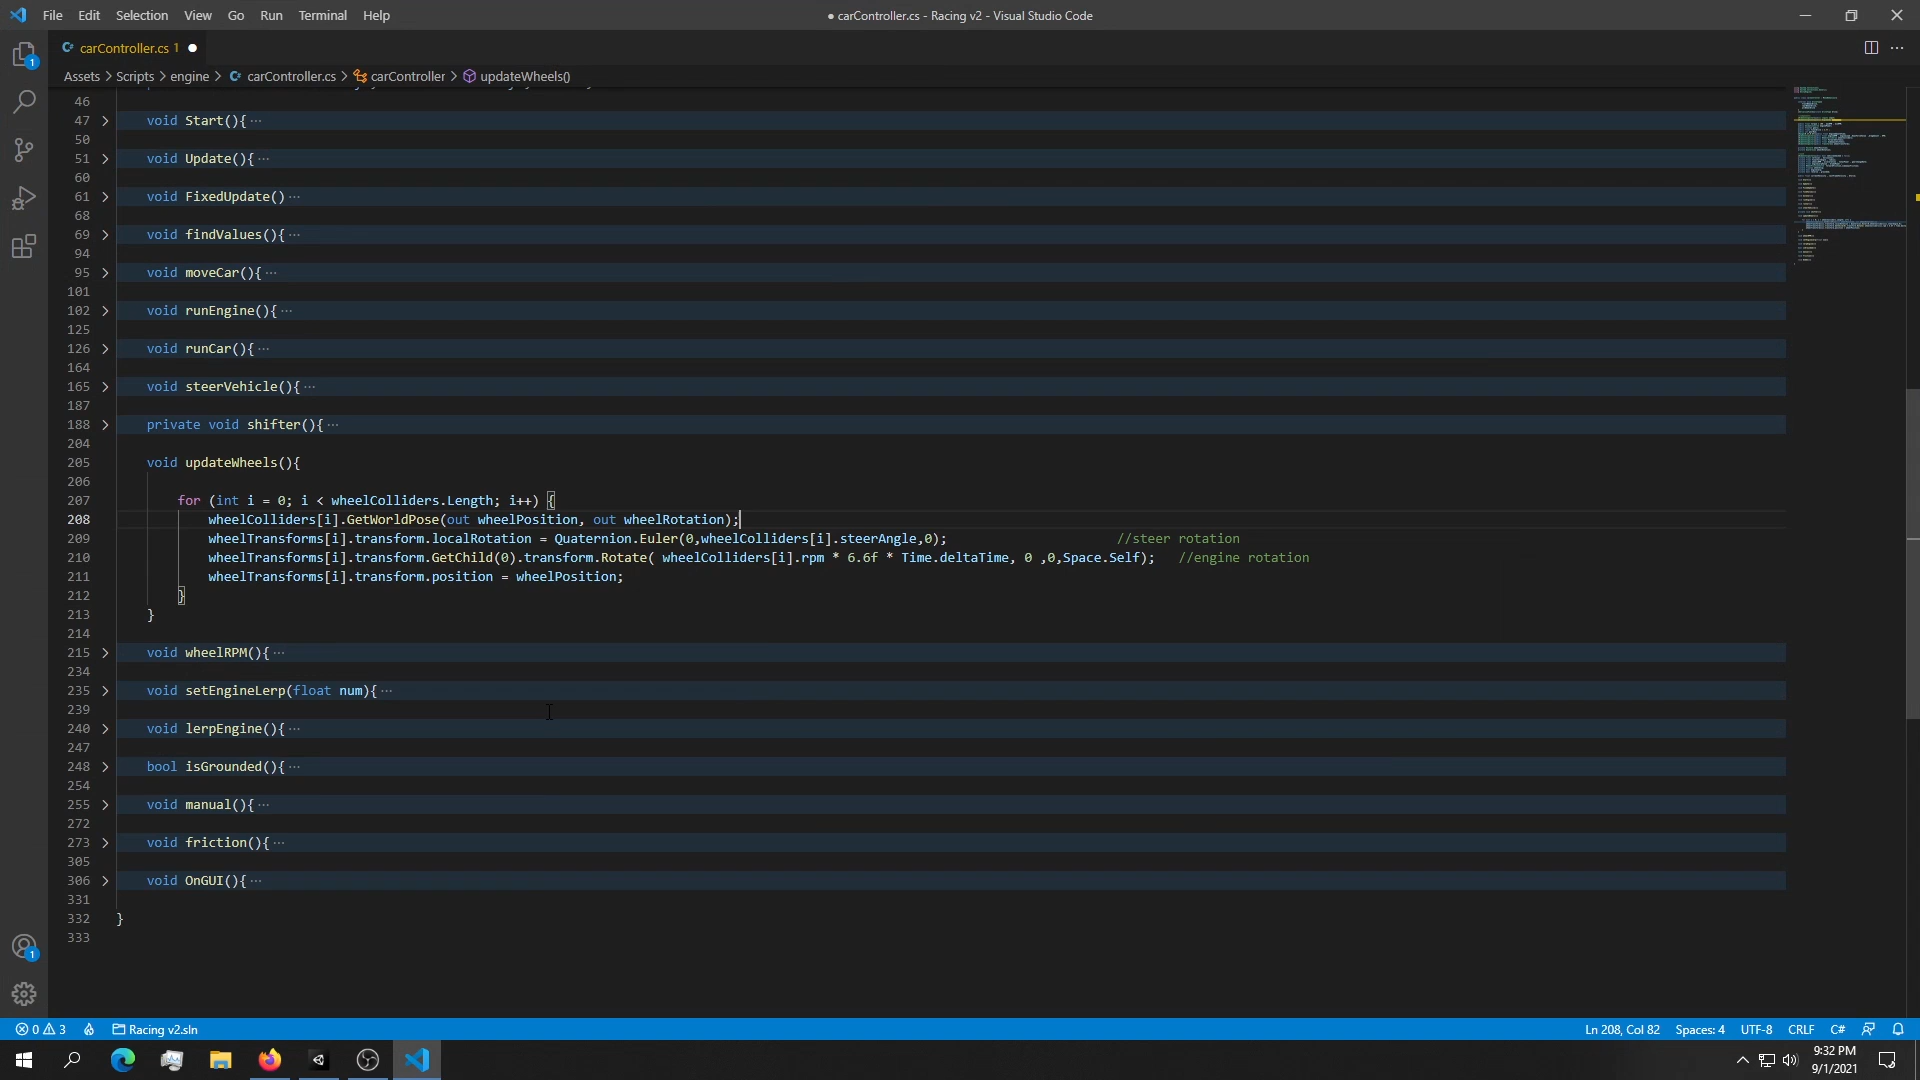 File Edit Selection View Go Run Terminal Help
● carController.cs - Racing v2 - Visual Studio Code
carController.cs 1
Assets > Scripts > engine > carController.cs > carController > updateWheels()
46
47 void Start(){ ···
50
51 void Update(){ ···
60
61 void FixedUpdate() ···
68
69 void findValues(){ ···
94
95 void moveCar(){ ···
101
102 void runEngine(){ ···
125
126 void runCar(){ ···
164
165 void steerVehicle(){ ···
187
188 private void shifter(){ ···
204
205 void updateWheels(){
206
207 for (int i = 0; i < wheelColliders.Length; i++) {
208 wheelColliders[i].GetWorldPose(out wheelPosition, out wheelRotation);
209 wheelTransforms[i].transform.localRotation = Quaternion.Euler(0,wheelColliders[i].steerAngle,0); //steer rotation
210 wheelTransforms[i].transform.GetChild(0).transform.Rotate( wheelColliders[i].rpm * 6.6f * Time.deltaTime, 0 ,0,Space.Self); //engine rotation
211 wheelTransforms[i].transform.position = wheelPosition;
212 }
213 }
214
215 void wheelRPM(){ ···
234
235 void setEngineLerp(float num){ ···
239
240 void lerpEngine(){ ···
247
248 bool isGrounded(){ ···
254
255 void manual(){ ···
272
273 void friction(){ ···
305
306 void OnGUI(){ ···
331
332 }
333
1
1
0 3 Racing v2.sln Ln 208, Col 82 Spaces: 4 UTF-8 CRLF C#
9:32 PM
9/1/2021